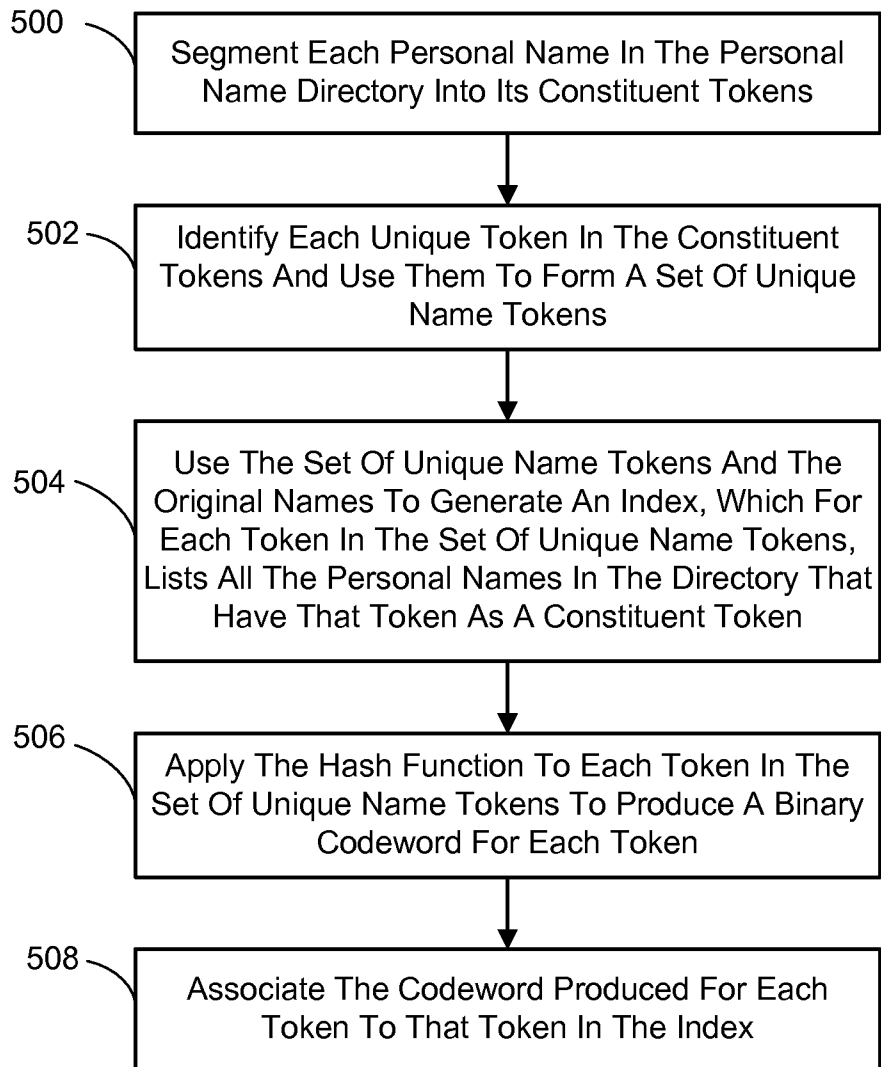 500
Segment Each Personal Name In The Personal
Name Directory Into Its Constituent Tokens
502
Identify Each Unique Token In The Constituent
Tokens And Use Them To Form A Set Of Unique
Name Tokens
504
Use The Set Of Unique Name Tokens And The
Original Names To Generate An Index, Which For
Each Token In The Set Of Unique Name Tokens,
Lists All The Personal Names In The Directory That
Have That Token As A Constituent Token
506
Apply The Hash Function To Each Token In The
Set Of Unique Name Tokens To Produce A Binary
Codeword For Each Token
508
Associate The Codeword Produced For Each
Token To That Token In The Index